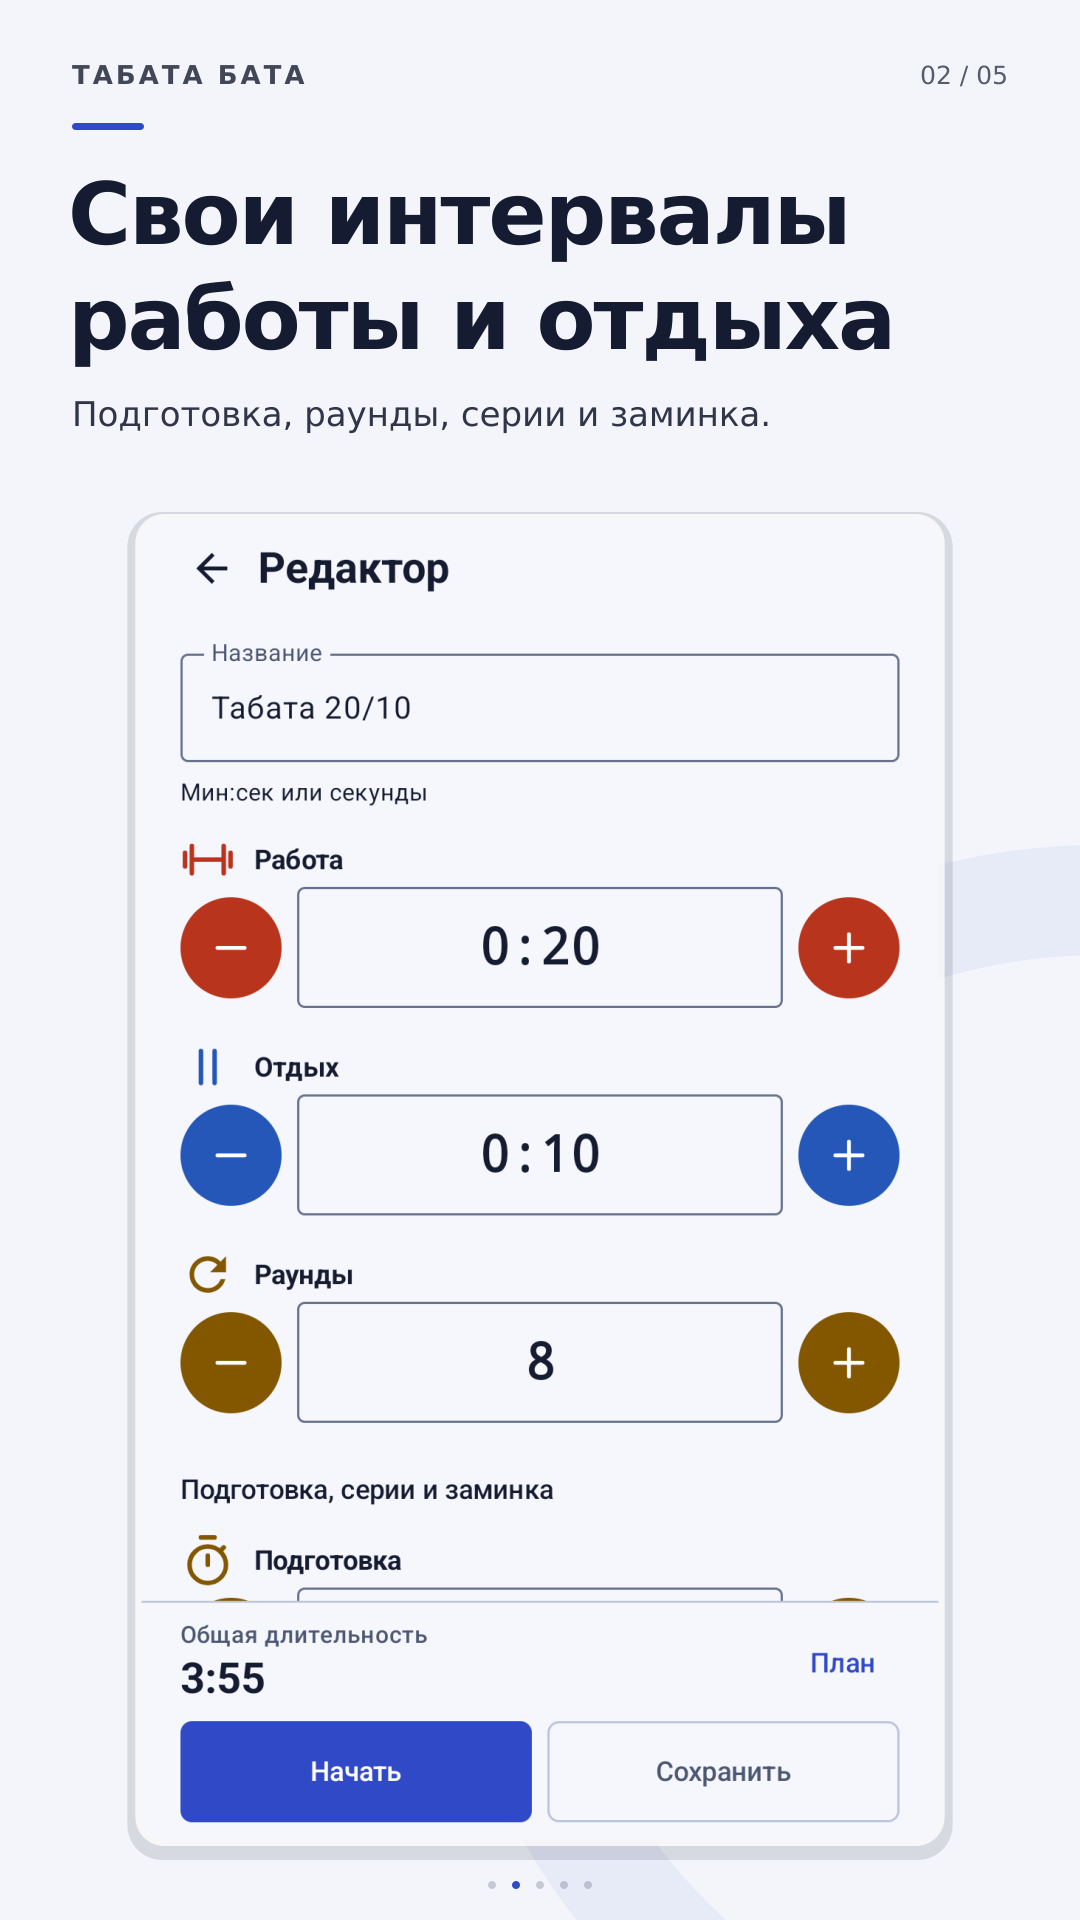 ТАБАТА БАТА
02 / 05
Свои интервалы
работы и отдыха
Подготовка, раунды, серии и заминка.
Редактор
Название
Табата 20/10
Мин:сек или секунды
Работа
0:20
Отдых
0:10
Раунды
8
Подготовка, серии и заминка
Подготовка
Общая длительность
3:55
План
Начать
Сохранить